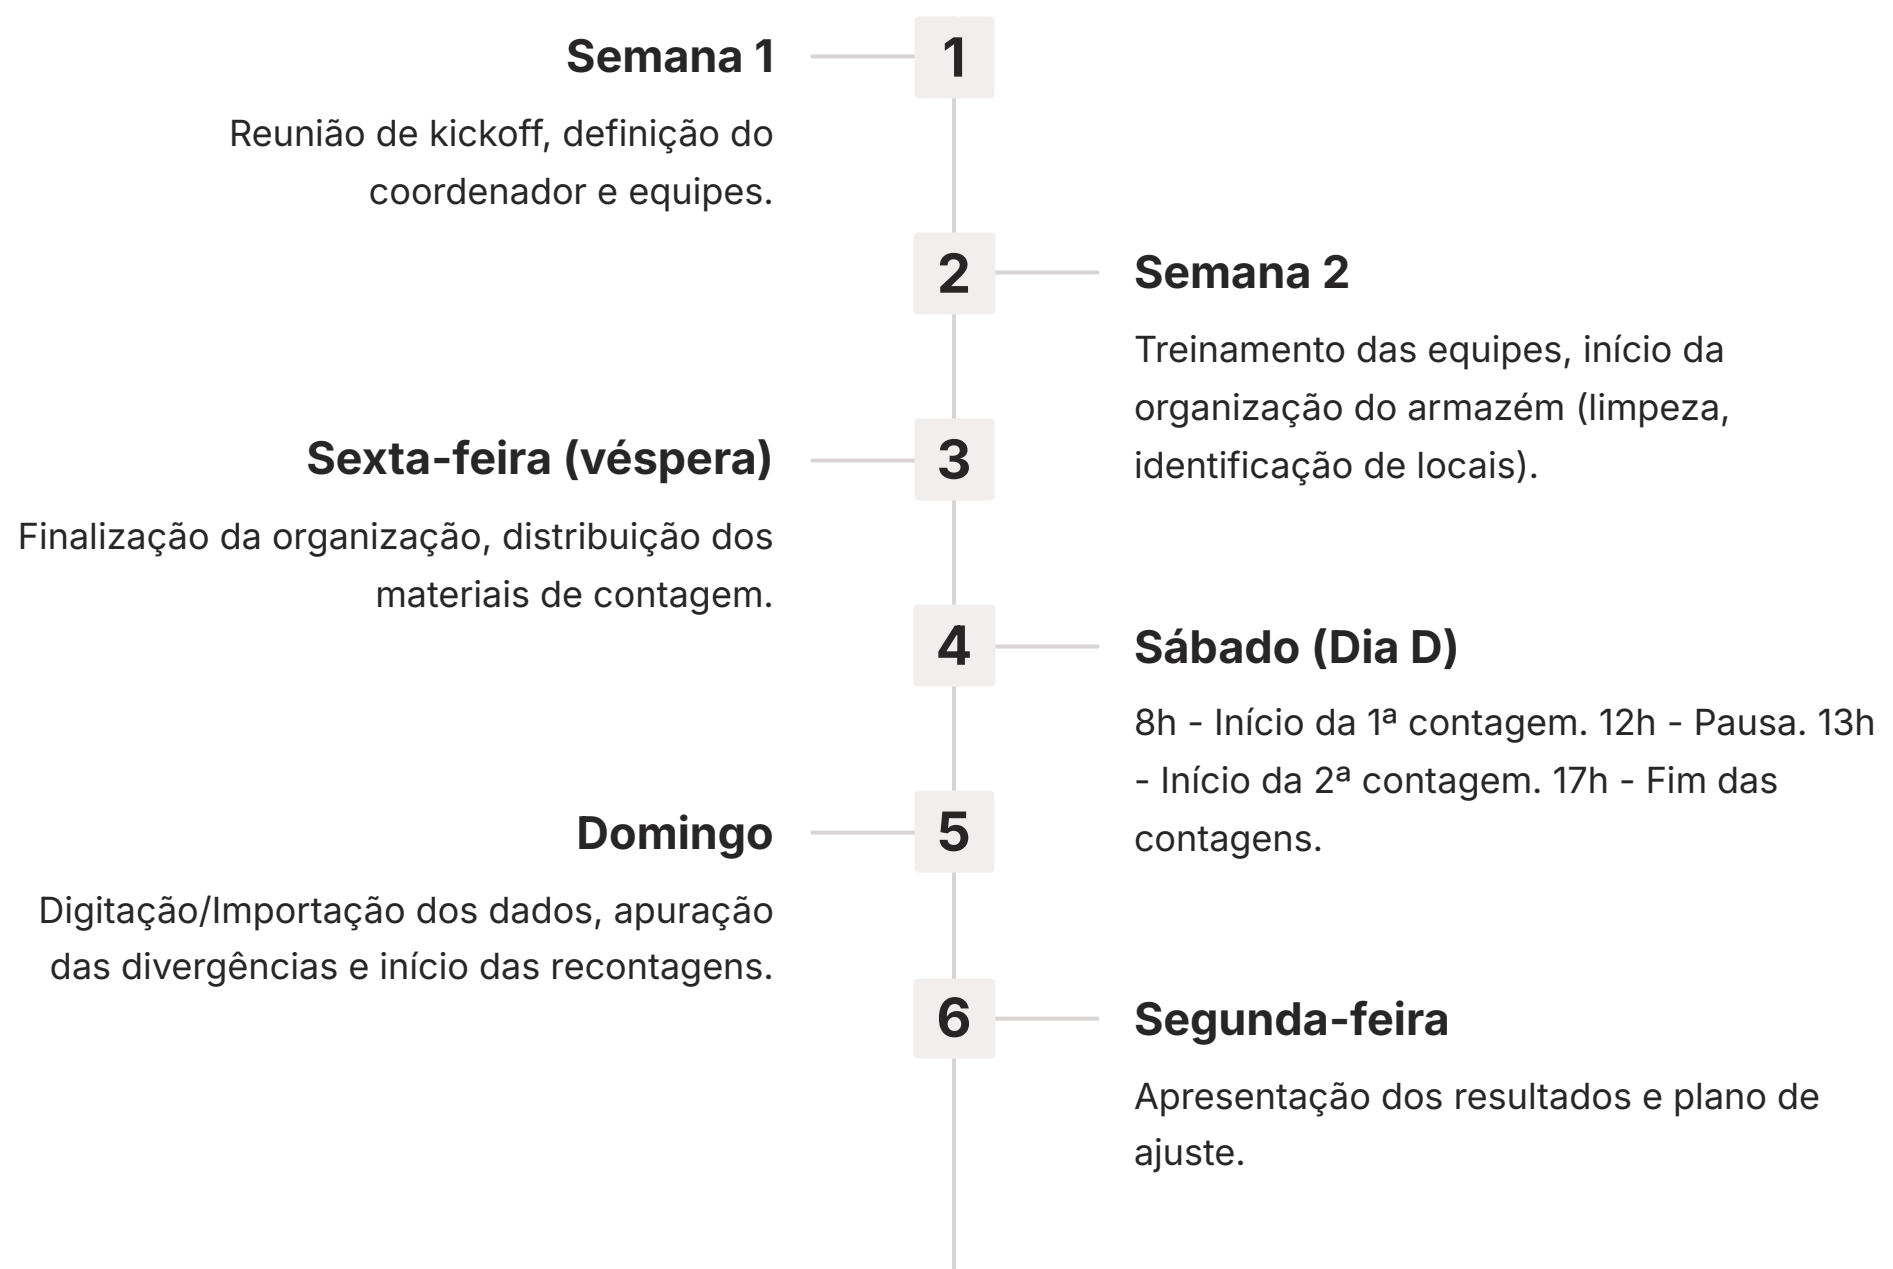 Semana 1
1
Reunião de kickoff, definição do
coordenador e equipes.
2
Semana 2
Treinamento das equipes, início da
organização do armazém (limpeza,
identificação de locais).
Sexta-feira (véspera)
3
Finalização da organização, distribuição dos
materiais de contagem.
4
Sábado (Dia D)
8h - Início da 1ª contagem. 12h - Pausa. 13h
- Início da 2ª contagem. 17h - Fim das
contagens.
Domingo
5
Digitação/Importação dos dados, apuração
das divergências e início das recontagens.
6
Segunda-feira
Apresentação dos resultados e plano de
ajuste.